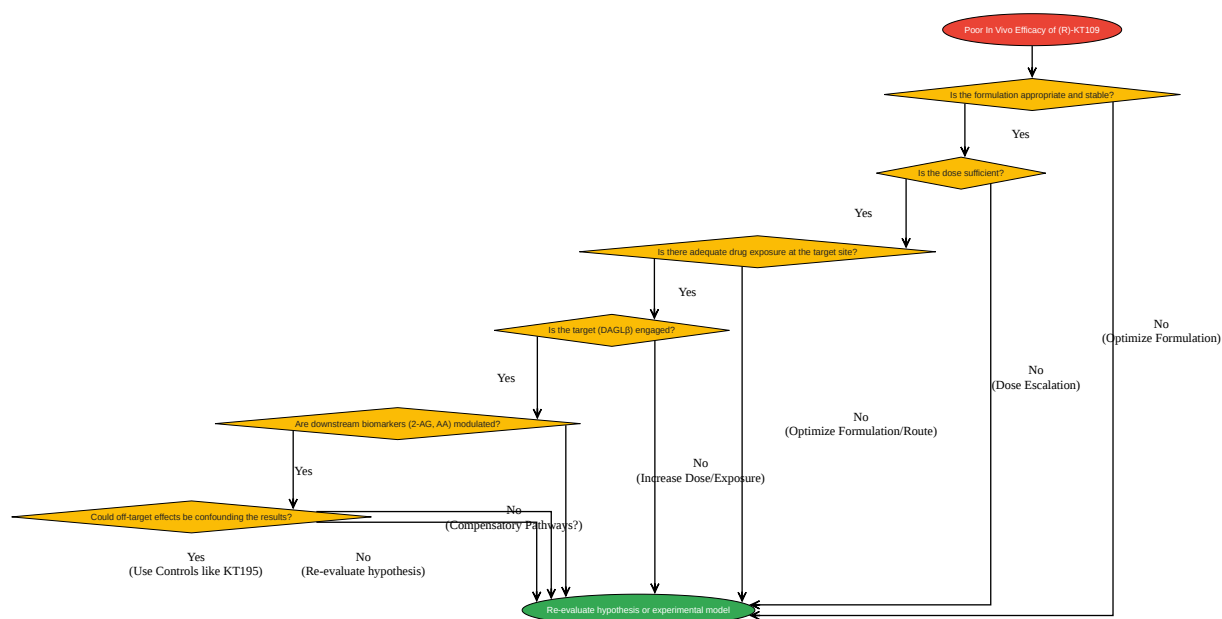 Poor In Vivo Efficacy of (R)-KT109
Is the formulation appropriate and stable?
Yes
Is the dose sufficient?
Yes
Is there adequate drug exposure at the target site?
Yes
Is the target (DAGLβ) engaged?
No
(Optimize Formulation)
Yes
No
(Dose Escalation)
Are downstream biomarkers (2-AG, AA) modulated?
No
(Optimize Formulation/Route)
Yes
No
(Increase Dose/Exposure)
Could off-target effects be confounding the results?
No
(Compensatory Pathways?)
Yes
(Use Controls like KT195)
No
(Re-evaluate hypothesis)
Re-evaluate hypothesis or experimental model